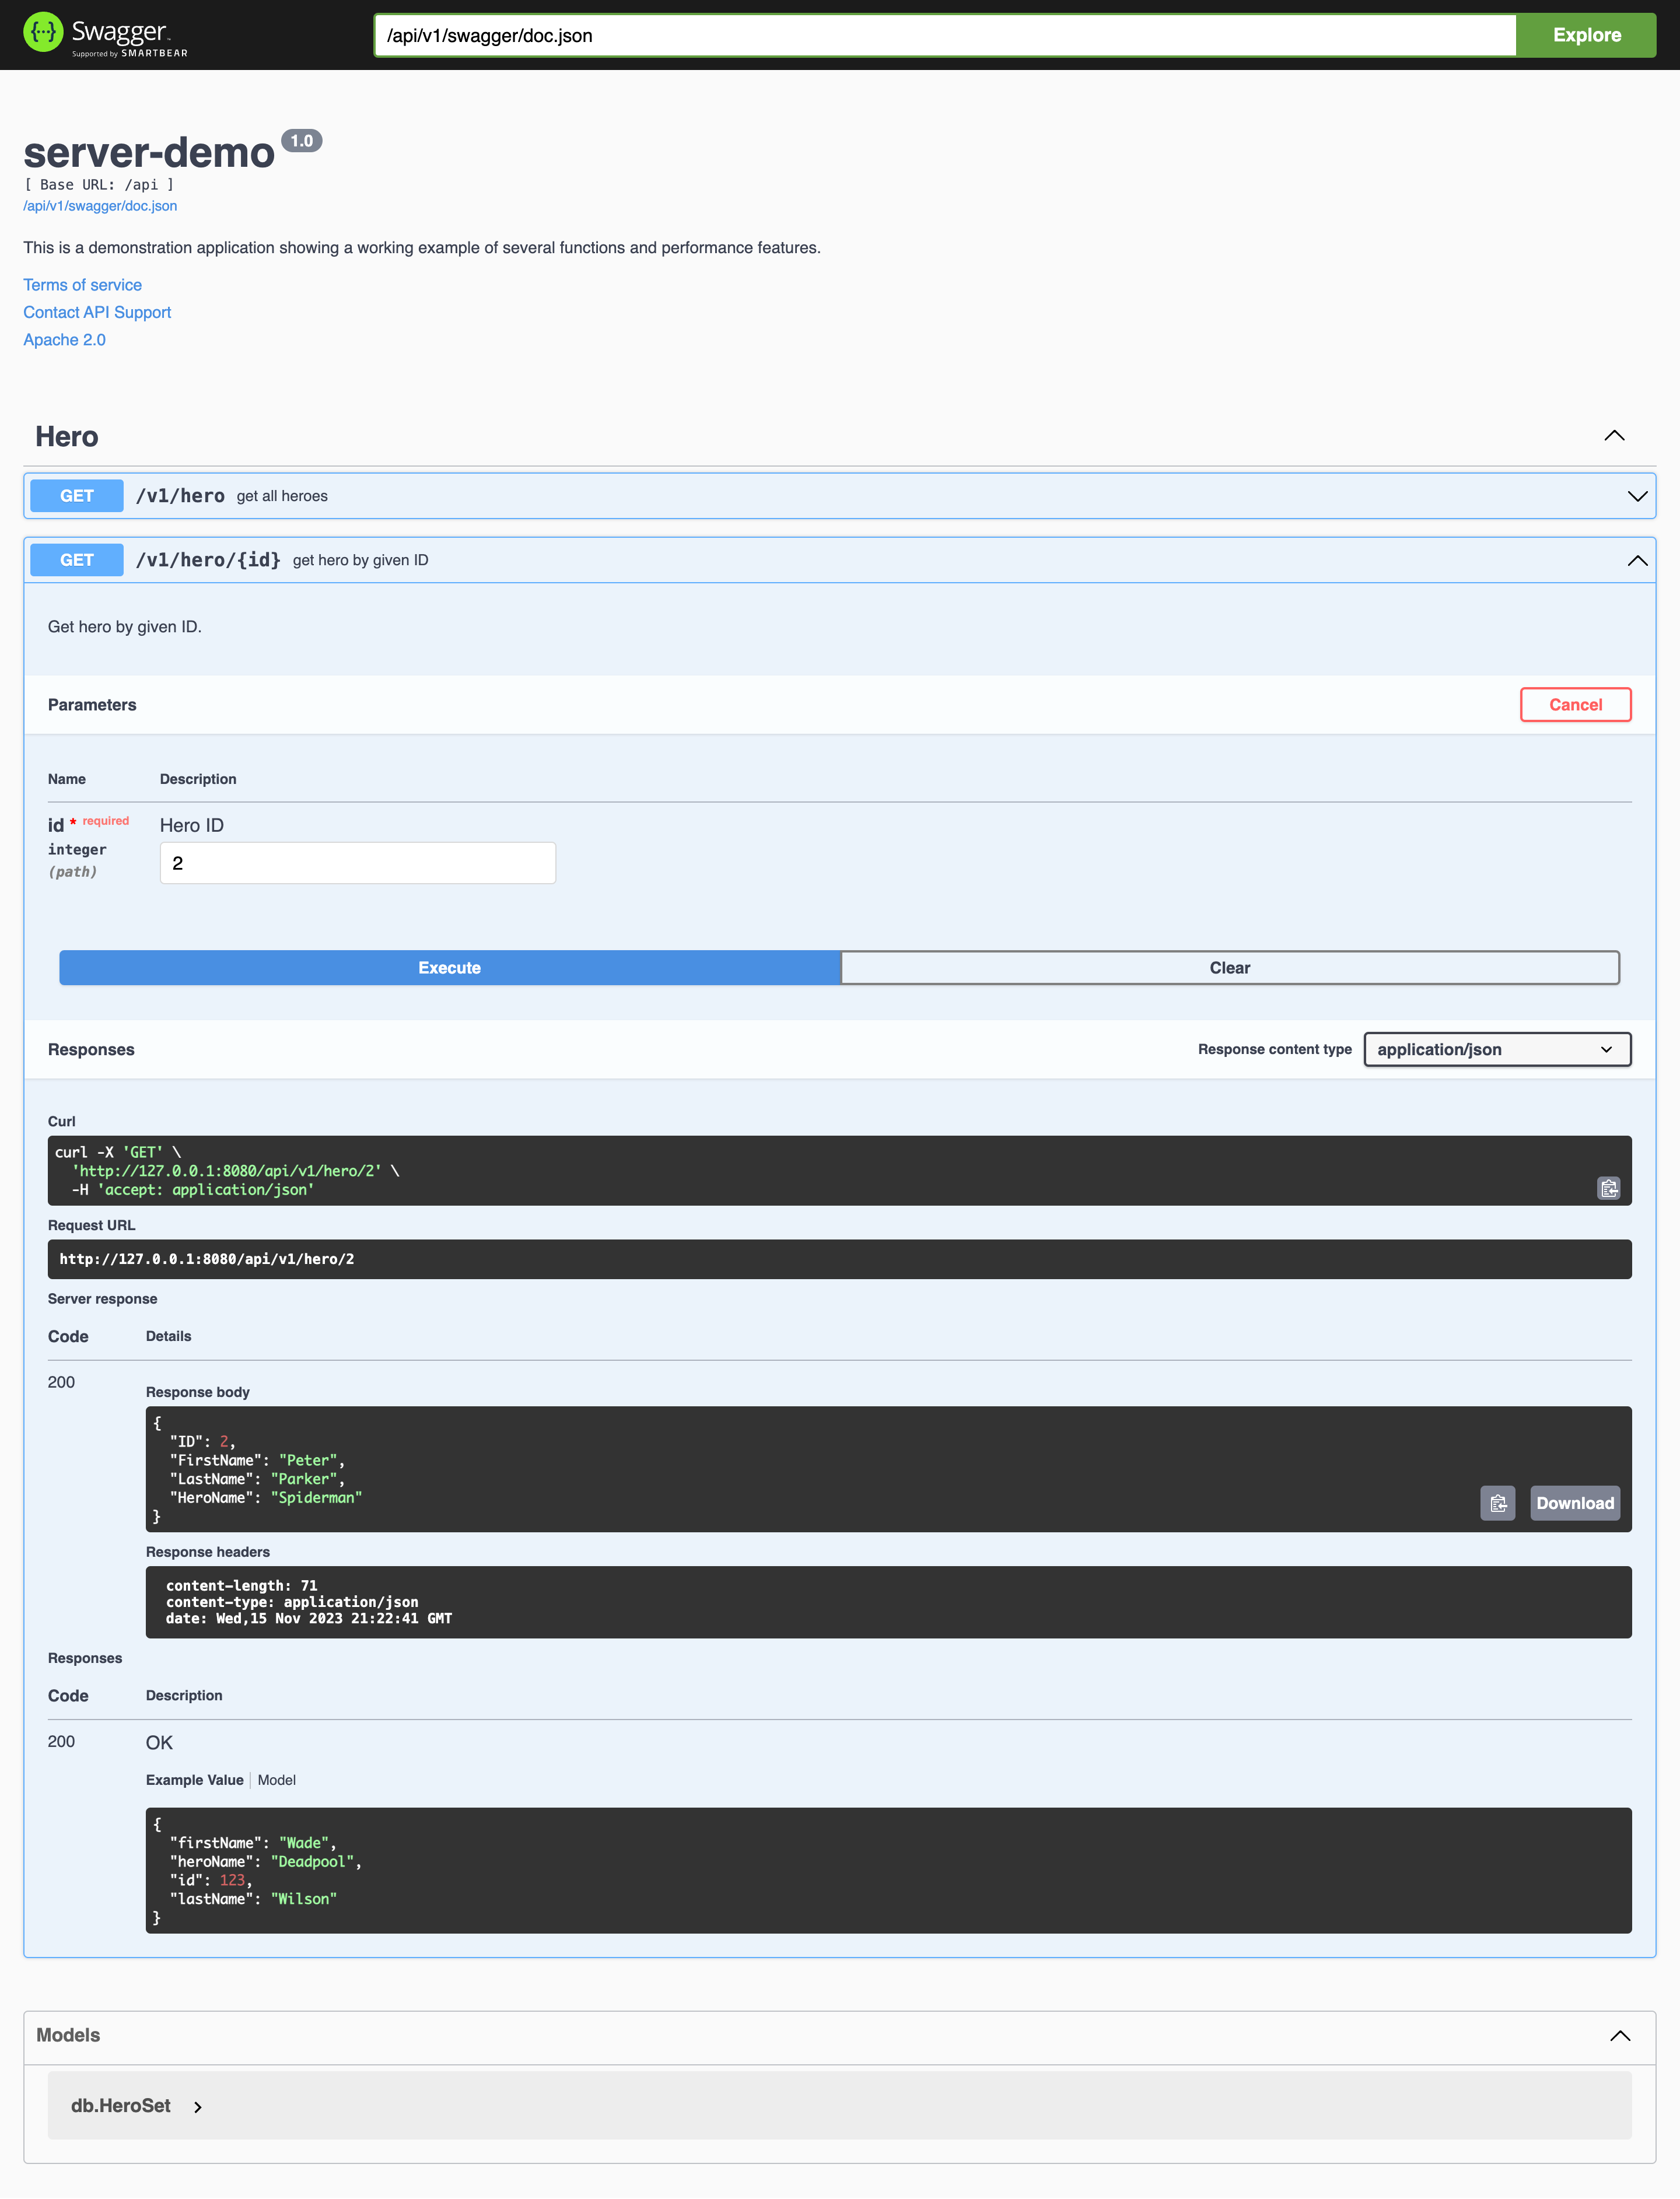 Swagger
Supported by SMARTBEAR
/api/v1/swagger/doc.json
Explore
server-demo 1.0
[ Base URL: /api ]
/api/v1/swagger/doc.json
This is a demonstration application showing a working example of several functions and performance features.
Terms of service
Contact API Support
Apache 2.0
Hero
GET /v1/hero get all heroes
GET /v1/hero/{id} get hero by given ID
Get hero by given ID.
Parameters Cancel
Name Description
id * required Hero ID
integer
(path)
2
Execute Clear
Responses Response content type application/json
Curl
curl -X 'GET' \
  'http://127.0.0.1:8080/api/v1/hero/2' \
  -H 'accept: application/json'
Request URL
http://127.0.0.1:8080/api/v1/hero/2
Server response
Code Details
200
Response body
{
  "ID": 2,
  "FirstName": "Peter",
  "LastName": "Parker",
  "HeroName": "Spiderman"
}
Download
Response headers
content-length: 71
content-type: application/json
date: Wed,15 Nov 2023 21:22:41 GMT
Responses
Code Description
200 OK
Example Value Model
{
  "firstName": "Wade",
  "heroName": "Deadpool",
  "id": 123,
  "lastName": "Wilson"
}
Models
db.HeroSet